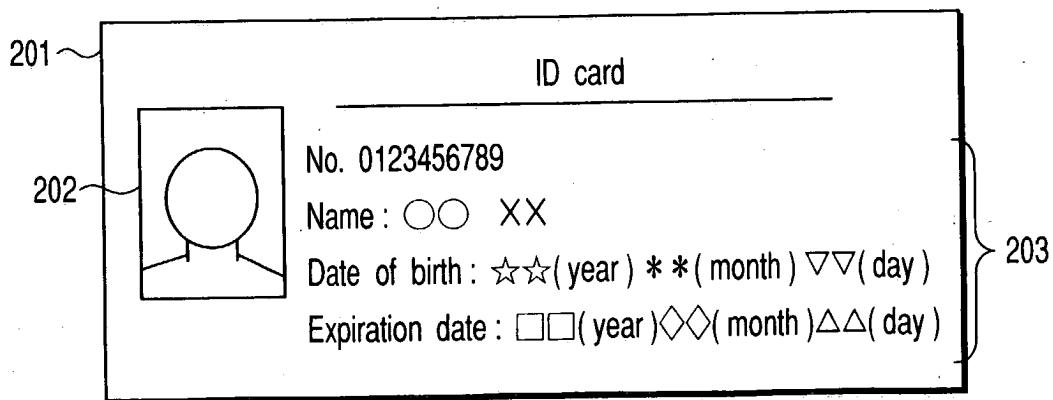 201
ID card
202
No. 0123456789
Name : ○○ XX
Date of birth : ☆☆( year ) **( month ) ▽▽( day )
Expiration date : □□( year )◇◇( month )△△( day )
203